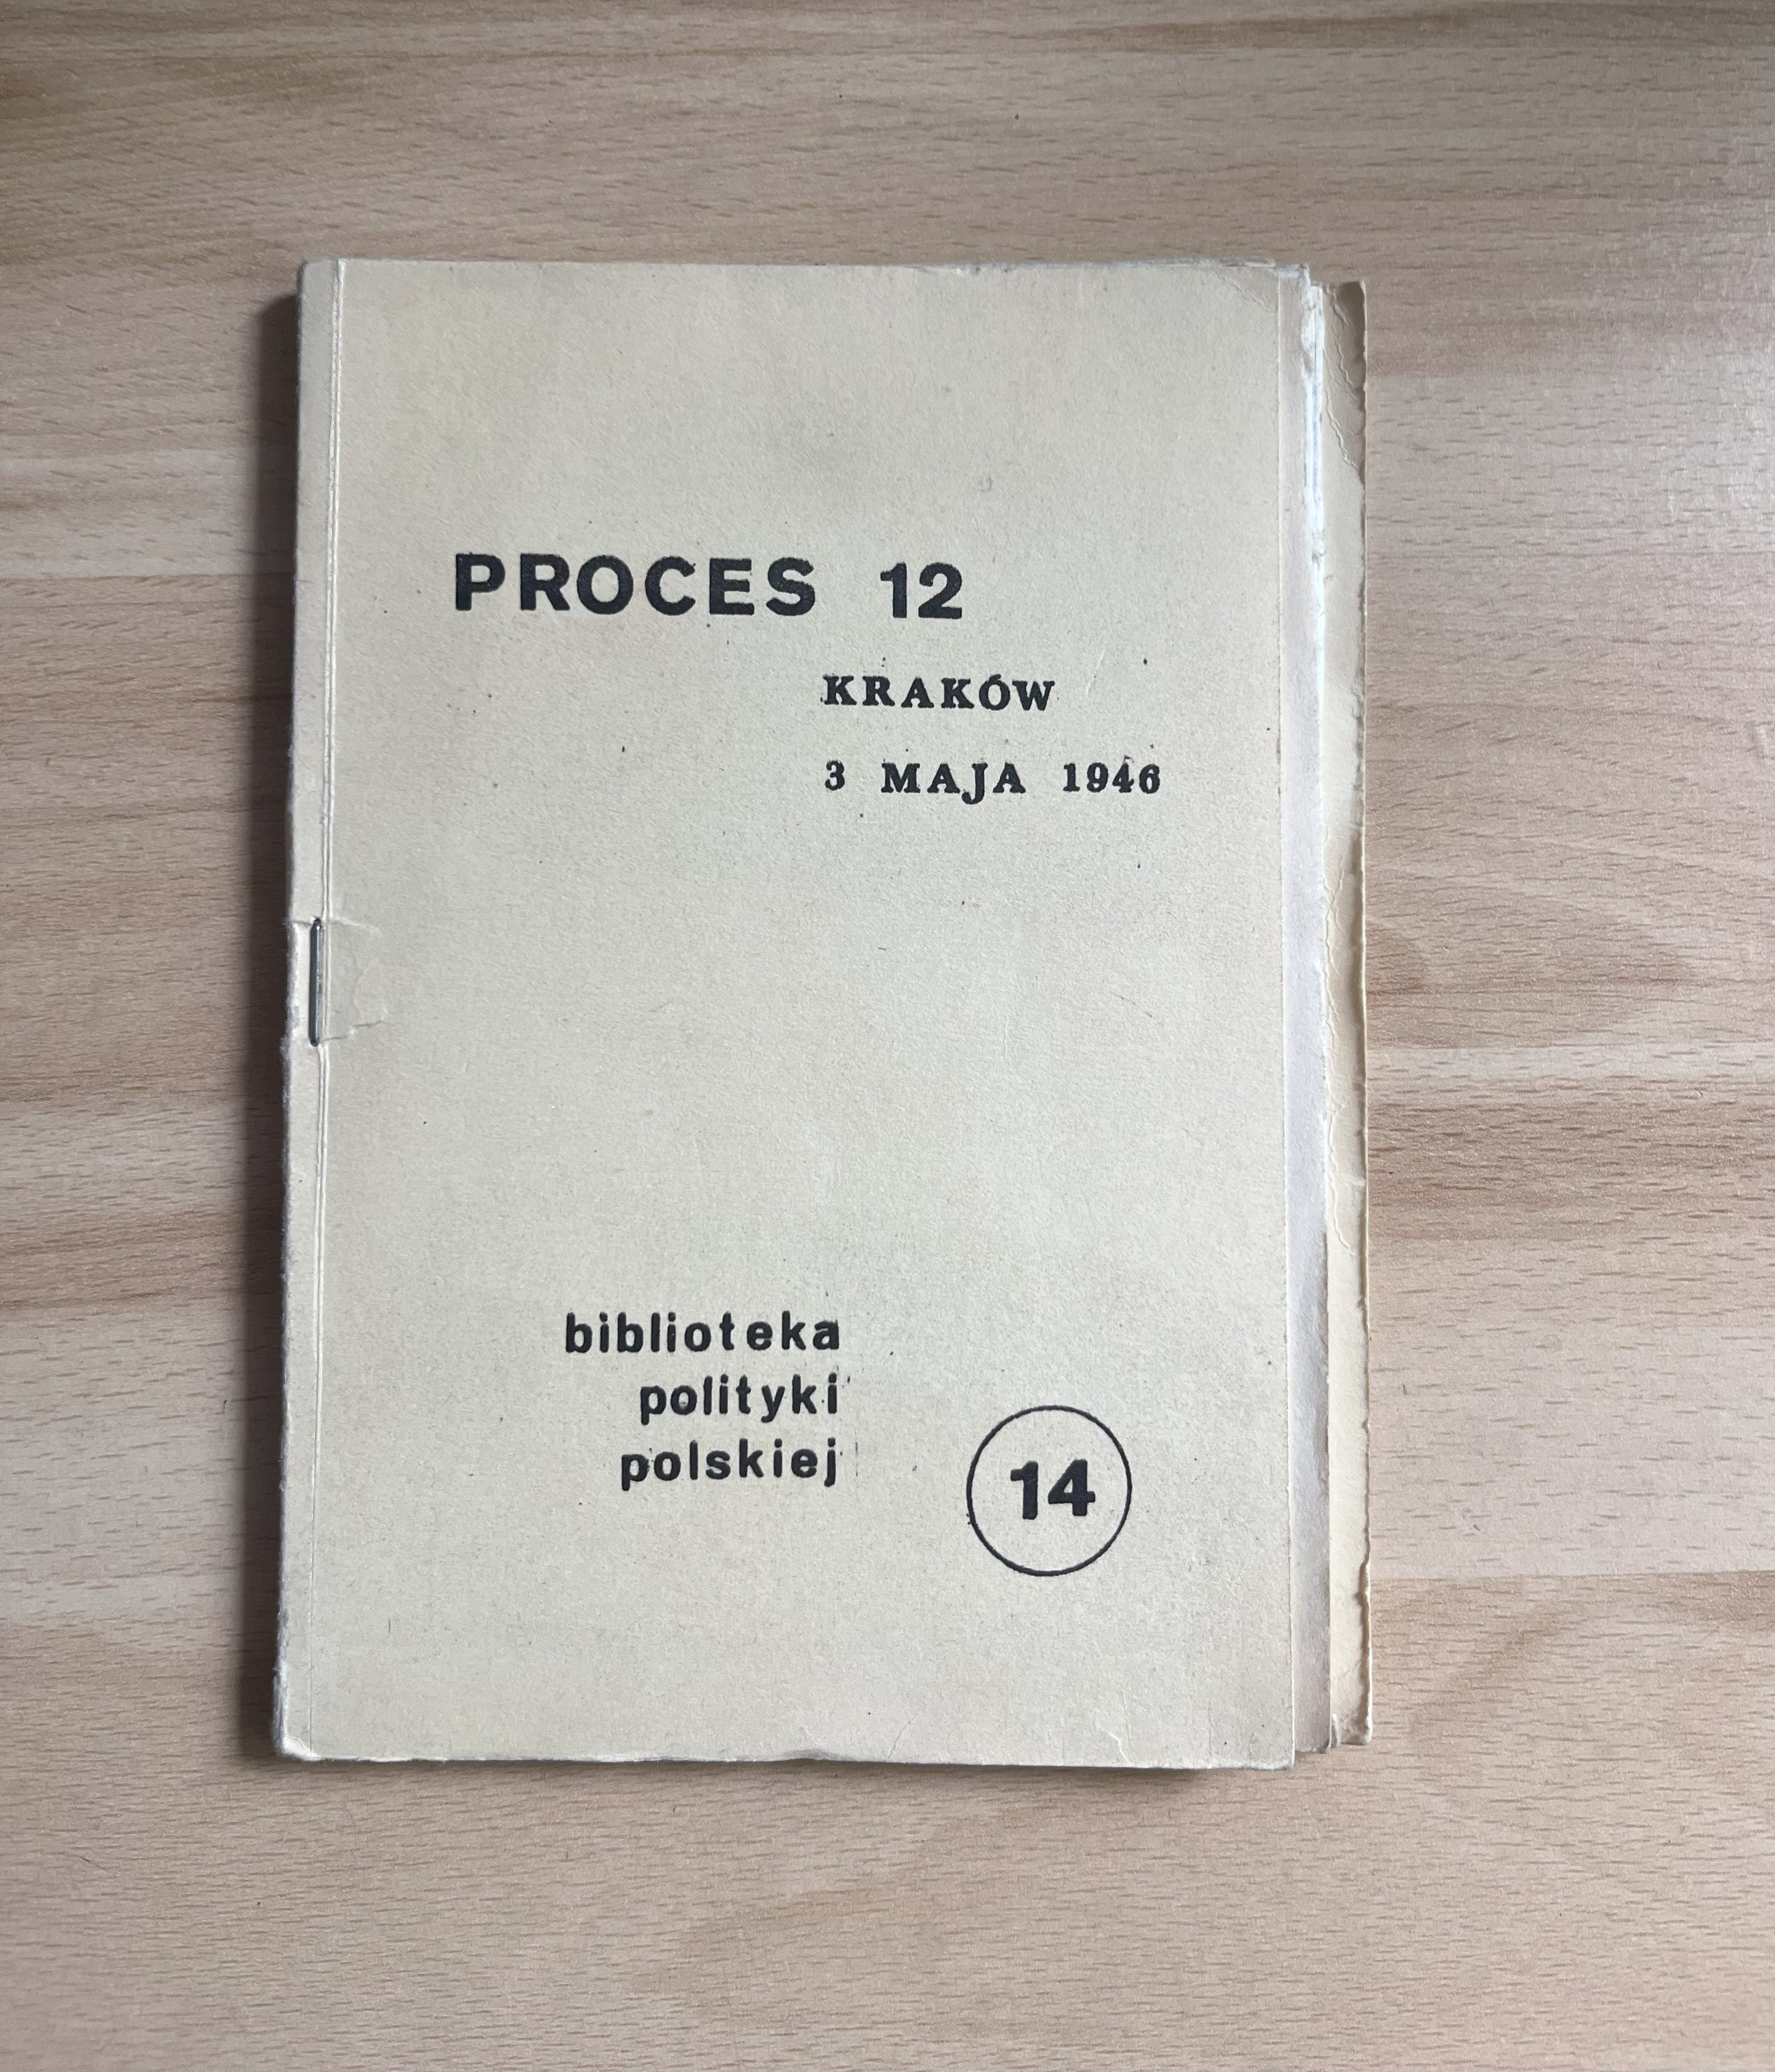 PROCES 12
KRAKÓW
3 MAJA 1946
biblioteka
polityki
polskiej
14